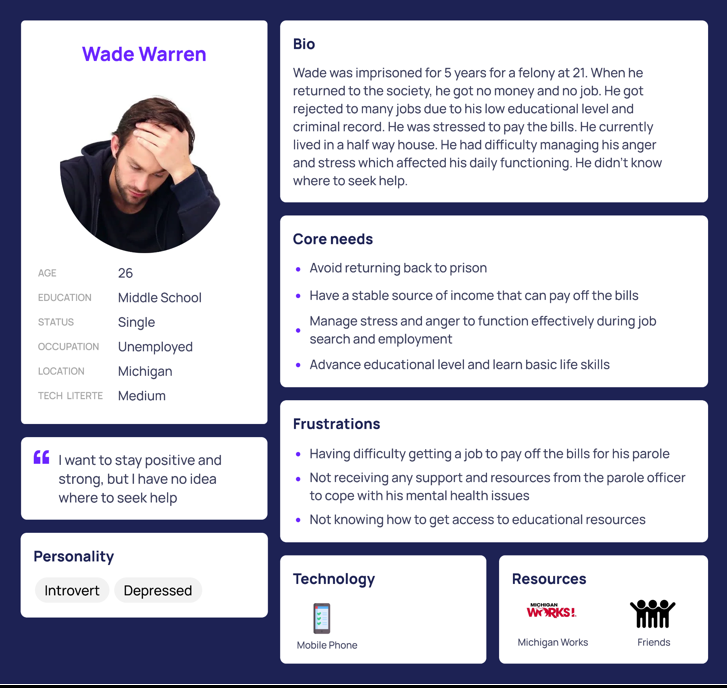 Wade Warren
AGE 26
EDUCATION Middle School
STATUS Single
OCCUPATION Unemployed
LOCATION Michigan
TECH LITERTE Medium
I want to stay positive and
strong, but I have no idea
where to seek help
Personality
Introvert Depressed
Bio
Wade was imprisoned for 5 years for a felony at 21. When he
returned to the society, he got no money and no job. He got
rejected to many jobs due to his low educational level and
criminal record. He was stressed to pay the bills. He currently
lived in a half way house. He had difficulty managing his anger
and stress which affected his daily functioning. He didn't know
where to seek help.
Core needs
Avoid returning back to prison
Have a stable source of income that can pay off the bills
Manage stress and anger to function effectively during job
search and employment
Advance educational level and learn basic life skills
Frustrations
Having difficulty getting a job to pay off the bills for his parole
Not receiving any support and resources from the parole officer
to cope with his mental health issues
Not knowing how to get access to educational resources
Technology
Mobile Phone
Resources
MICHIGAN
WORKS!
Michigan Works
Friends